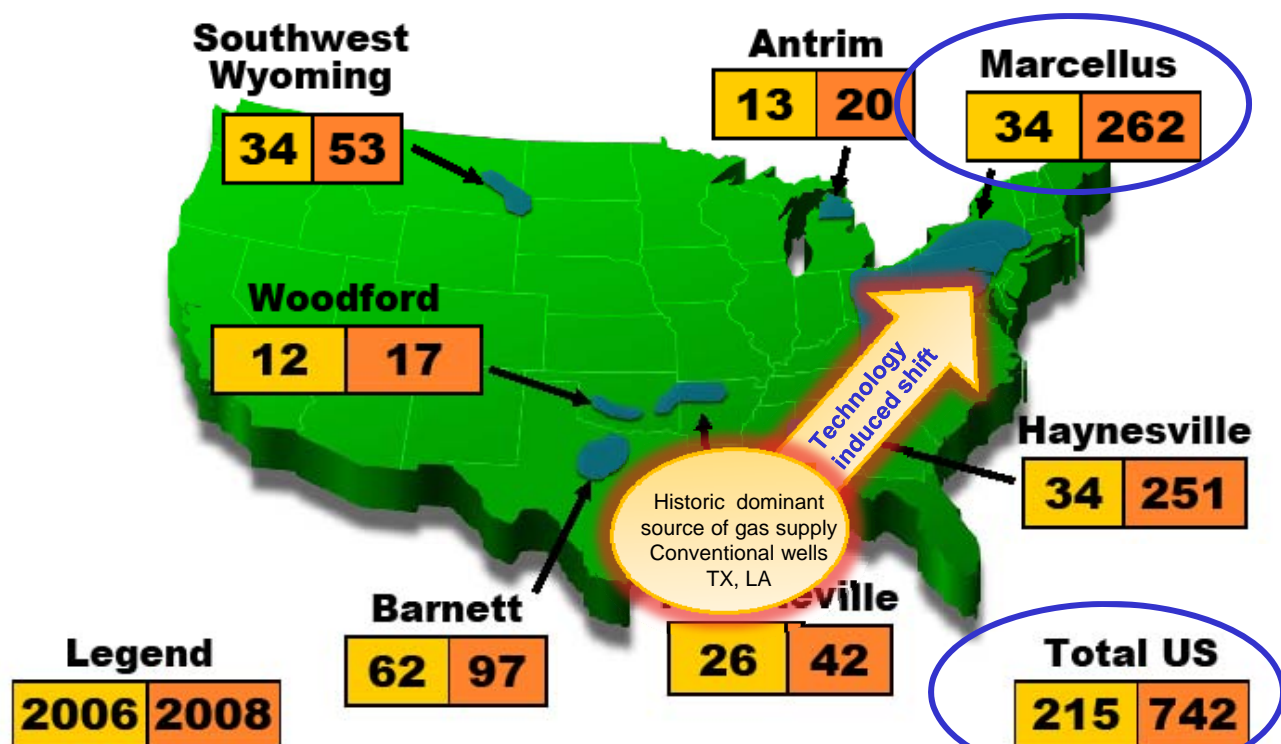 Southwest
Wyoming
34 53
Antrim
13 20
Marcellus
34 262
Woodford
12 17
Technology
induced shift
Haynesville
34 251
Historic dominant
source of gas supply
Conventional wells
TX, LA
Barnett
62 97
26 42
Legend
2006 2008
Total US
215 742